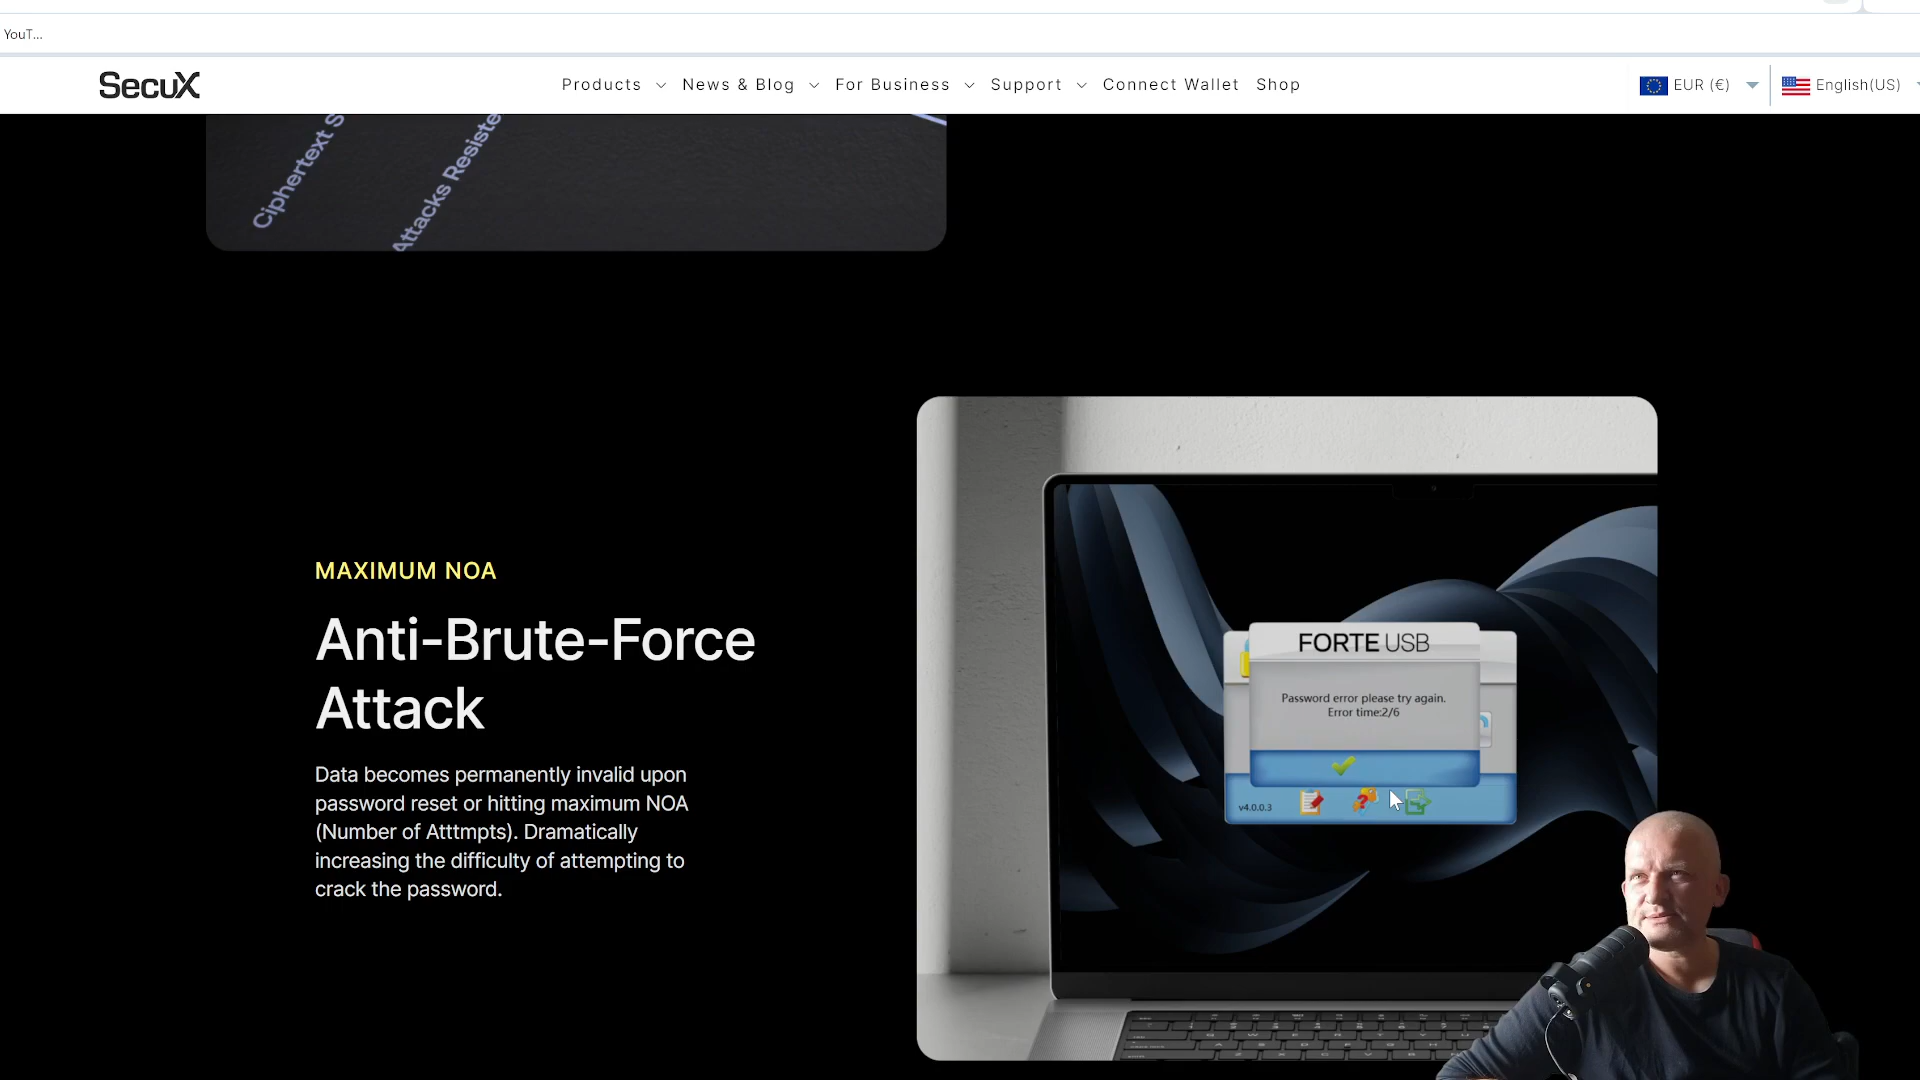 YouT...
SecuX
Products
News & Blog
For Business
Support
Connect Wallet
Shop
EUR (€)
English(US)
Ciphertext S
Attacks Resiste
MAXIMUM NOA
Anti-Brute-Force
Attack
Data becomes permanently invalid upon
password reset or hitting maximum NOA
(Number of Atttmpts). Dramatically
increasing the difficulty of attempting to
crack the password.
FORTE USB
Password error please try again.
Error time:2/6
v4.0.0.3